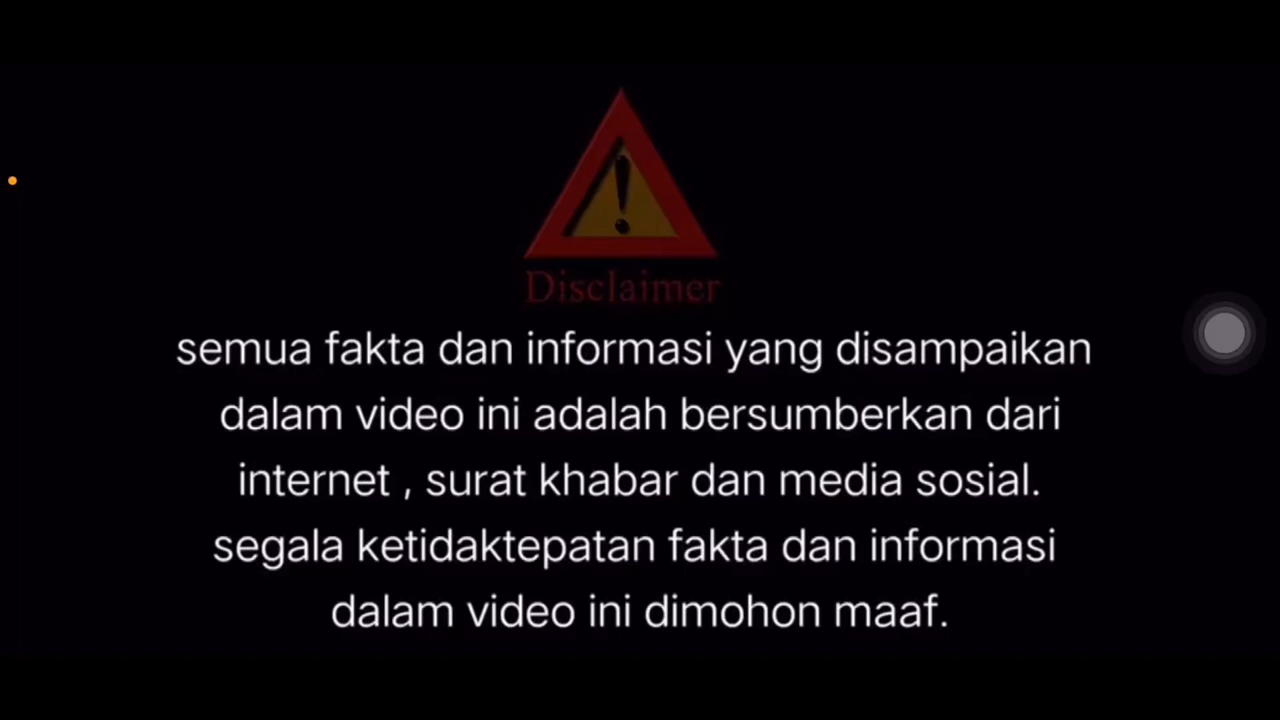 Disclaimer
semua fakta dan informasi yang disampaikan
dalam video ini adalah bersumberkan dari
internet , surat khabar dan media sosial.
segala ketidaktepatan fakta dan informasi
dalam video ini dimohon maaf.